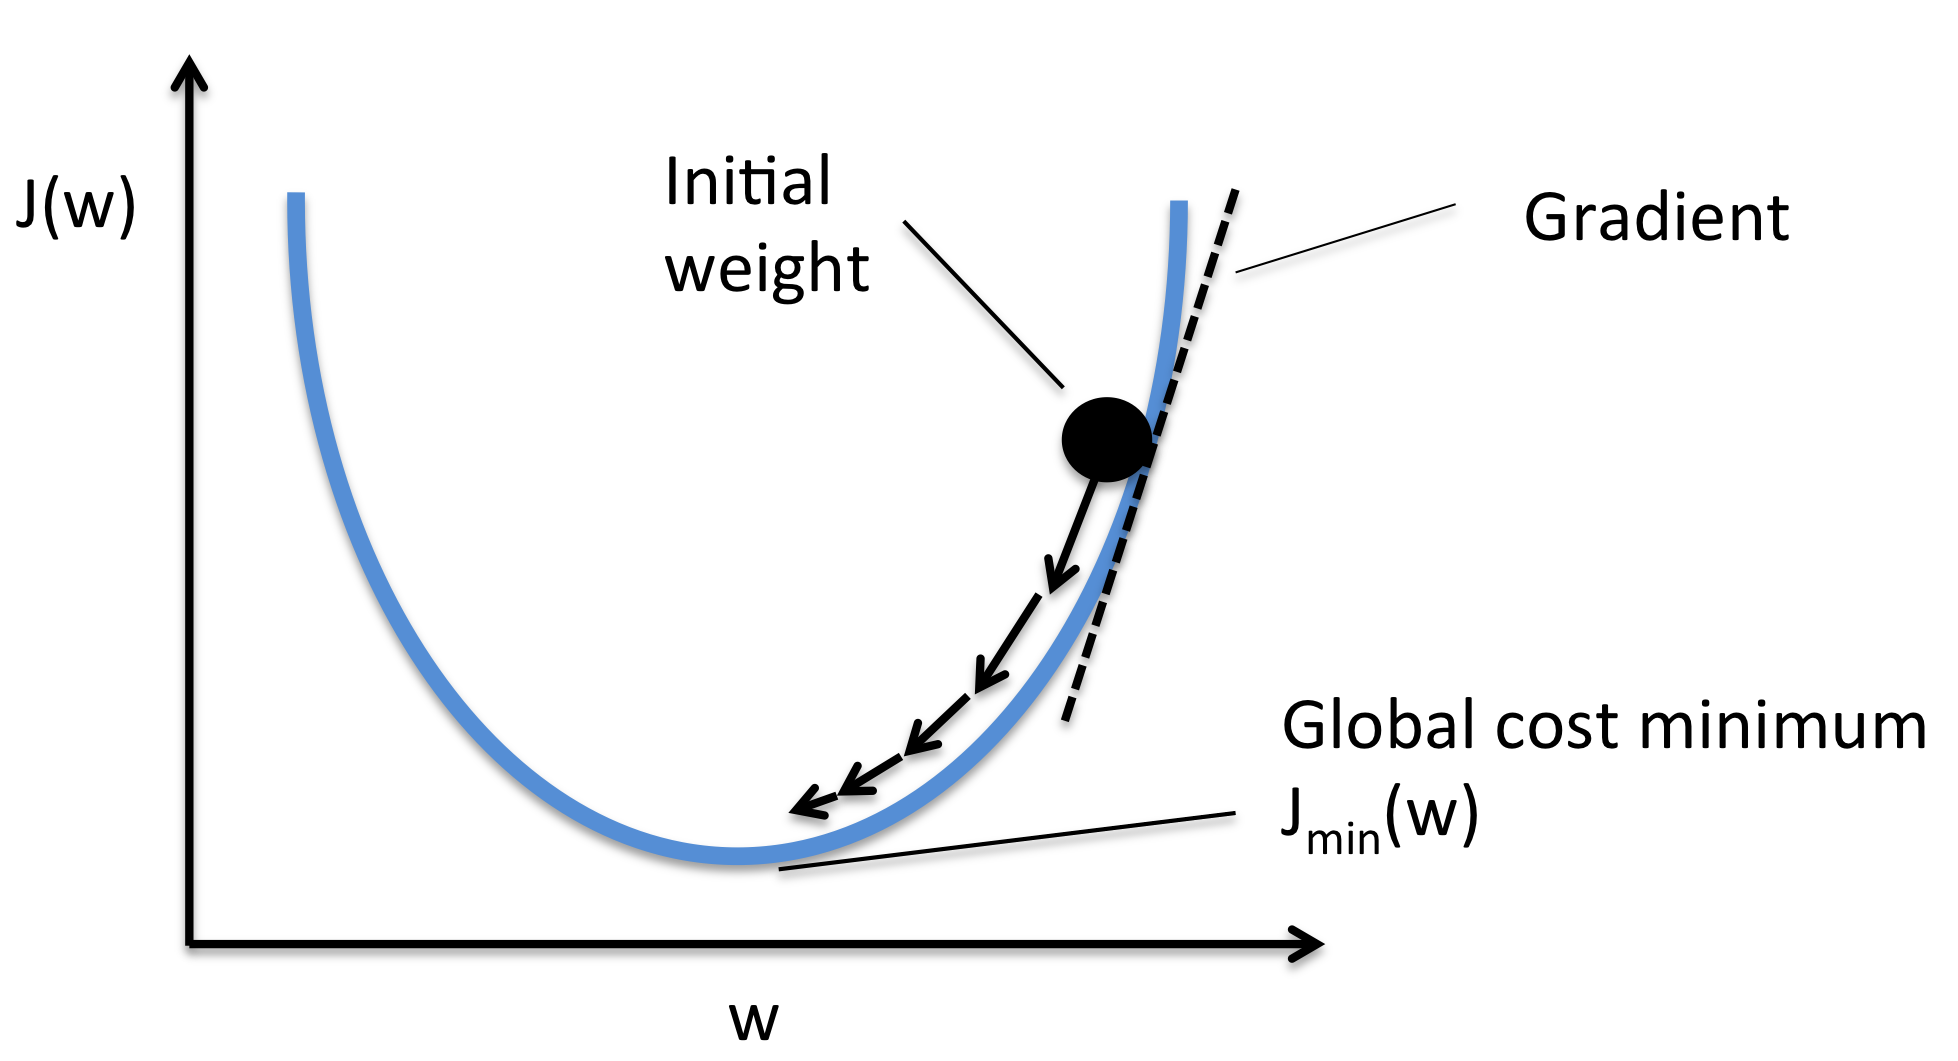 J(w)
Initial
weight
Gradient
Global cost minimum
Jmin(w)
w